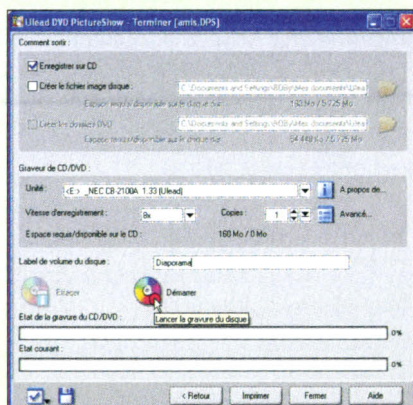 Ulead DVD PictureShow - Terminer [amis.DPS]
Comment sortir :
Enregistrer sur CD
Créer le fichier image disque :
Espace requis/disponible sur le disque dur
160 Mo / 5 725 Mo
Créer les dossiers DVD
Espace requis/disponible sur le disque dur
Graveur de CD/DVD :
Unité :
<E:> _NEC CB-2100A 1.33 (Ulead)
A propos de...
Vitesse d'enregistrement :
8x
Copies :
1
Avancé...
Espace requis/disponible sur le CD :
160 Mo / 0 Mo
Label de volume du disque :
Diaporama
Effacer
Démarrer
Lancer la gravure du disque
Etat de la gravure du CD/DVD :
0%
Etat courant :
0%
< Retour
Imprimer
Fermer
Aide